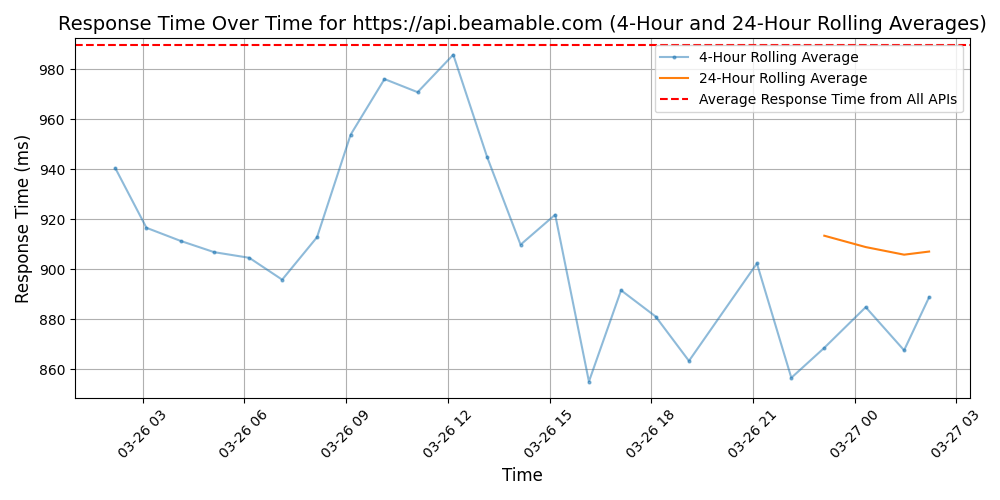 Response Time Over Time for https://api.beamable.com (4-Hour and 24-Hour Rolling Averages)
4-Hour Rolling Average
24-Hour Rolling Average
Average Response Time from All APIs
Response Time (ms)
980
960
940
920
900
880
860
03-26 03
03-26 06
03-26 09
03-26 12
03-26 15
03-26 18
03-26 21
03-27 00
03-27 03
Time